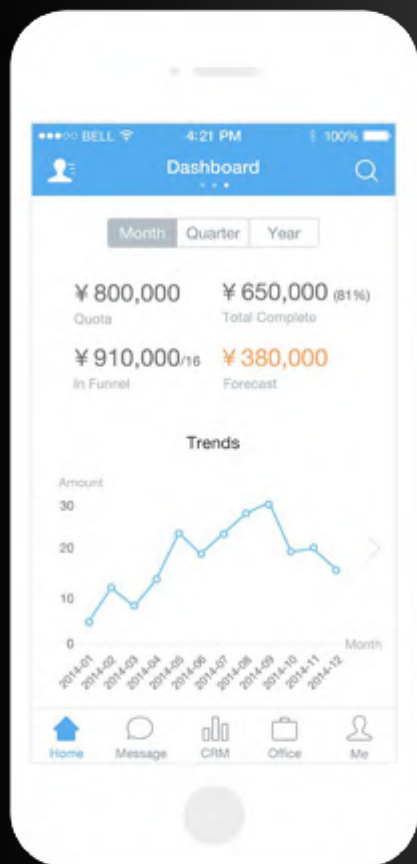 BELL 4:21 PM 100%
Dashboard
Month Quarter Year
¥ 800,000 ¥ 650,000 (81%)
Quota Total Complete
¥ 910,000/16 ¥ 380,000
In Funnel Forecast
Trends
Amount
30
20
10
0
Month
2014-01 2014-02 2014-03 2014-04 2014-05 2014-06 2014-07 2014-08 2014-09 2014-10 2014-11 2014-12
Home Message CRM Office Me